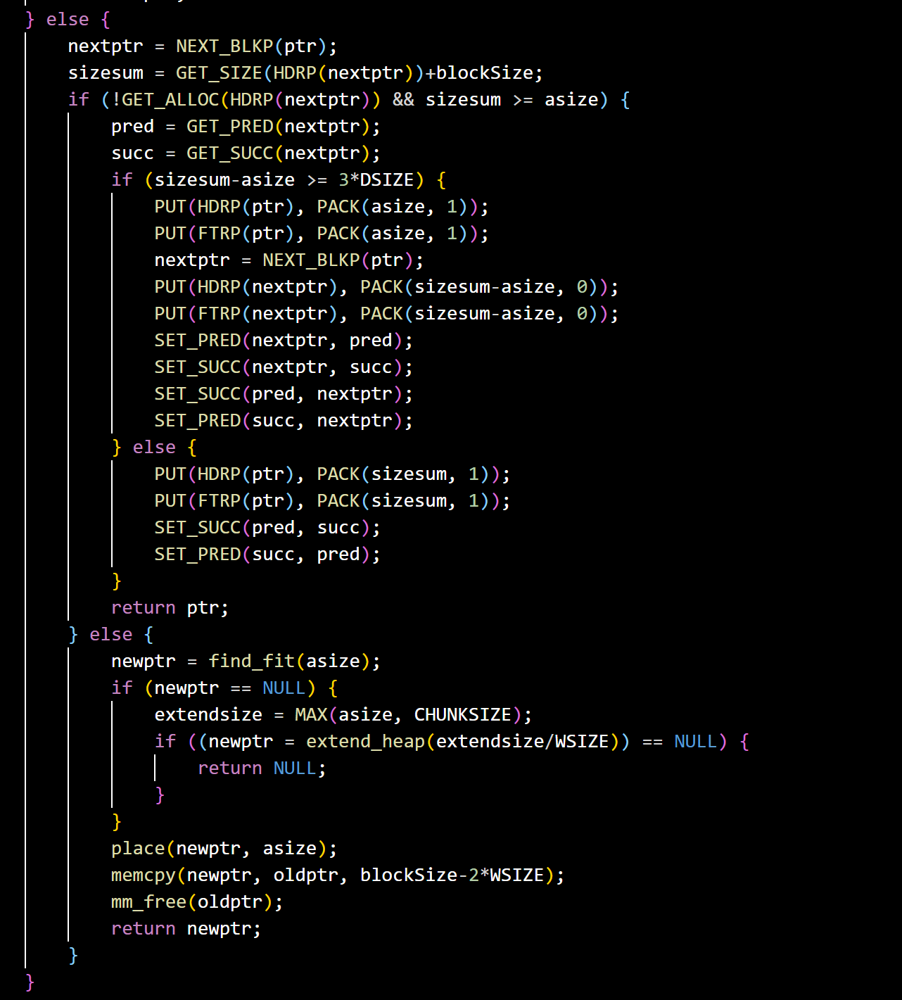 } else {
    nextptr = NEXT_BLKP(ptr);
    sizesum = GET_SIZE(HDRP(nextptr))+blockSize;
    if (!GET_ALLOC(HDRP(nextptr)) && sizesum >= asize) {
        pred = GET_PRED(nextptr);
        succ = GET_SUCC(nextptr);
        if (sizesum-asize >= 3*DSIZE) {
            PUT(HDRP(ptr), PACK(asize, 1));
            PUT(FTRP(ptr), PACK(asize, 1));
            nextptr = NEXT_BLKP(ptr);
            PUT(HDRP(nextptr), PACK(sizesum-asize, 0));
            PUT(FTRP(nextptr), PACK(sizesum-asize, 0));
            SET_PRED(nextptr, pred);
            SET_SUCC(nextptr, succ);
            SET_SUCC(pred, nextptr);
            SET_PRED(succ, nextptr);
        } else {
            PUT(HDRP(ptr), PACK(sizesum, 1));
            PUT(FTRP(ptr), PACK(sizesum, 1));
            SET_SUCC(pred, succ);
            SET_PRED(succ, pred);
        }
        return ptr;
    } else {
        newptr = find_fit(asize);
        if (newptr == NULL) {
            extendsize = MAX(asize, CHUNKSIZE);
            if ((newptr = extend_heap(extendsize/WSIZE)) == NULL) {
                return NULL;
            }
        }
        place(newptr, asize);
        memcpy(newptr, oldptr, blockSize-2*WSIZE);
        mm_free(oldptr);
        return newptr;
    }
}